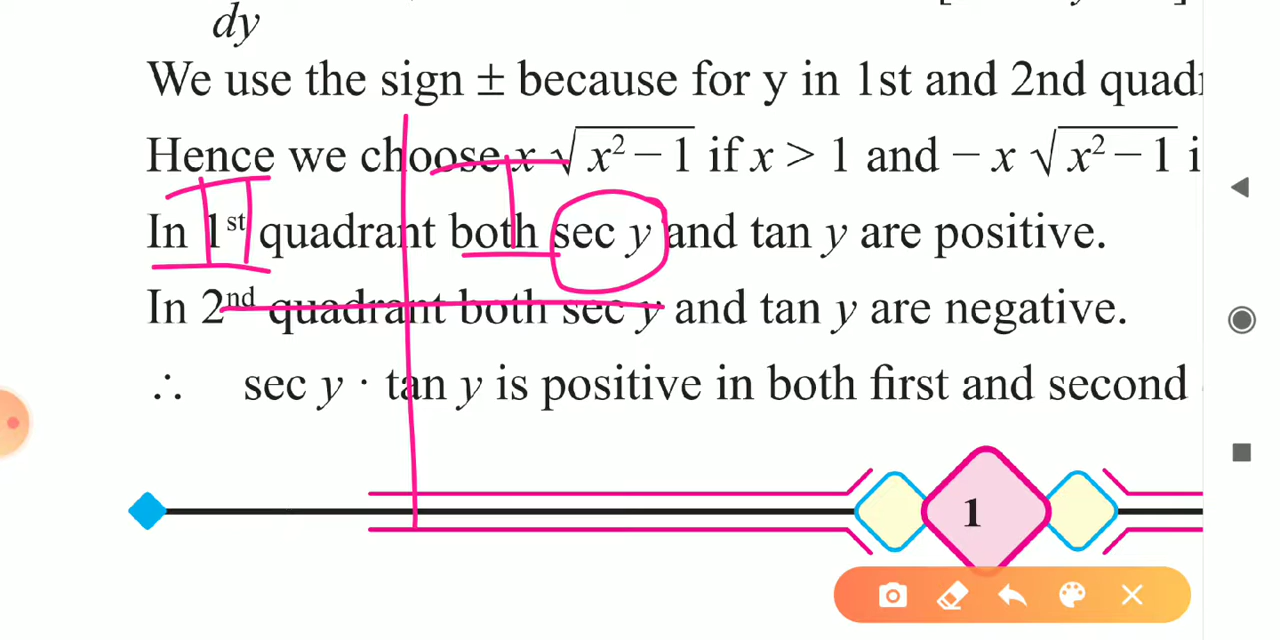 dy
We use the sign ± because for y in 1st and 2nd quad
Hence we choose x √x² – 1 if x > 1 and – x √x² – 1 i
In 1st quadrant both sec y and tan y are positive.
In 2nd quadrant both sec y and tan y are negative.
∴ sec y · tan y is positive in both first and second
1